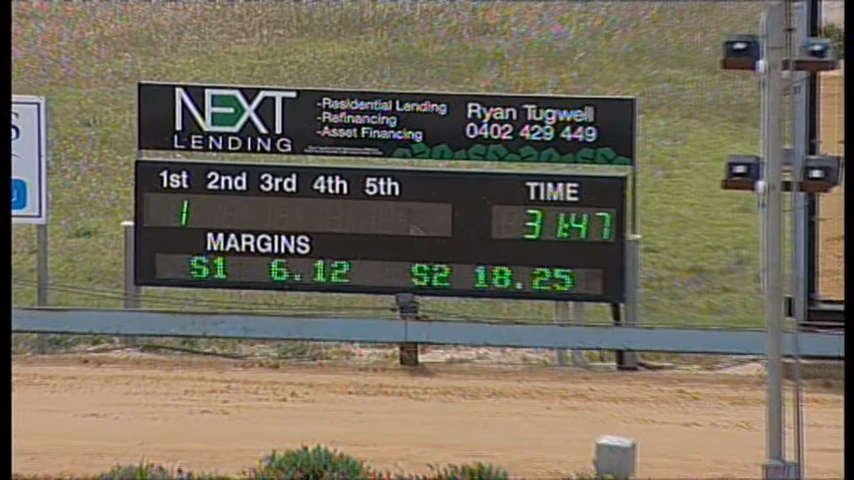 NEXT
LENDING
-Residential Lending
-Refinancing
-Asset Financing
Ryan Tugwell
0402 429 449
1st 2nd 3rd 4th 5th
TIME
1
31:47
MARGINS
S1 6.12 S2 18.25